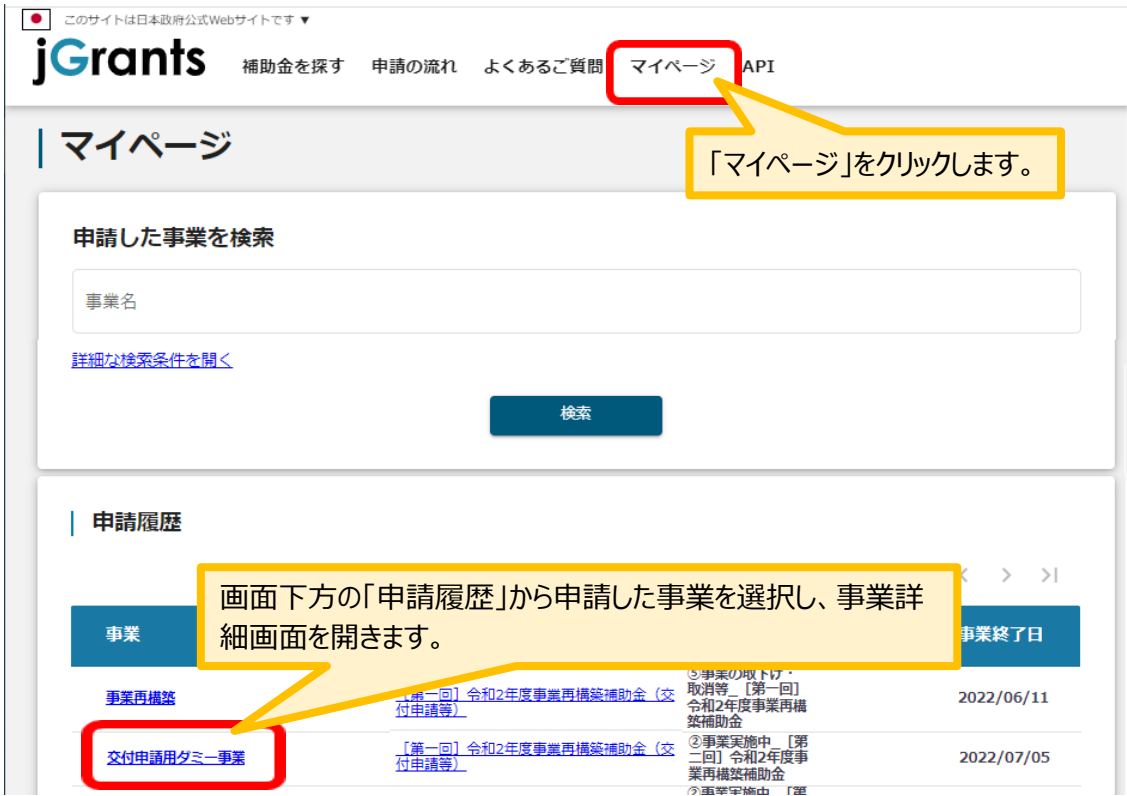 このサイトは日本政府公式Webサイトです ▼
jGrants 補助金を探す 申請の流れ よくあるご質問 マイページ API
マイページ
「マイページ」をクリックします。
申請した事業を検索
事業名
詳細な検索条件を開く
検索
申請履歴
画面下方の「申請履歴」から申請した事業を選択し、事業詳
細画面を開きます。
事業
事業終了日
事業再構築
［第一回］令和2年度事業再構築補助金（交
付申請等）
⑤事業の取下げ・
取消等_［第一回］
令和2年度事業再構
築補助金
2022/06/11
交付申請用ダミー事業
［第一回］令和2年度事業再構築補助金（交
付申請等）
②事業実施中_［第
二回］令和2年度事
業再構築補助金
2022/07/05
②事業実施中_［第